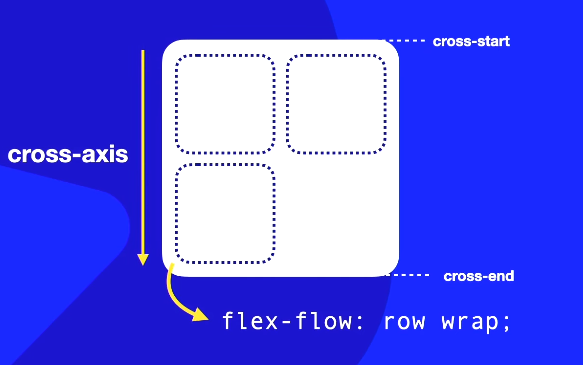 cross-start
cross-axis
cross-end
flex-flow: row wrap;